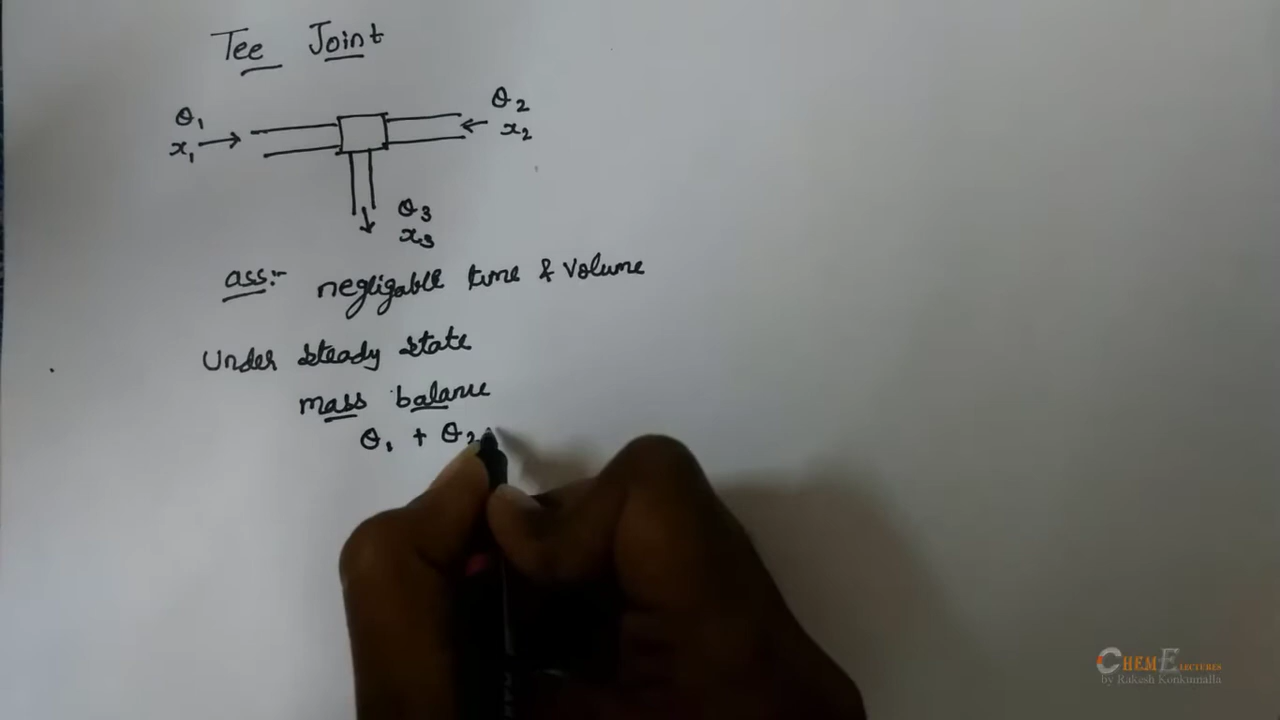 Tee Joint
θ1
x1
θ2
x2
θ3
x3
ass:- negligable time & Volume
Under steady state
mass balance
θ1 + θ2
CHEM ELECTURES
by Rakesh Konkumalla